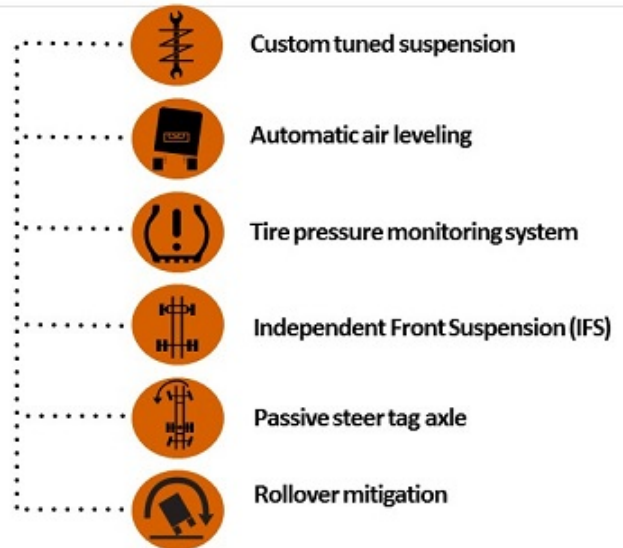 Custom tuned suspension
Automatic air leveling
Tire pressure monitoring system
Independent Front Suspension (IFS)
Passive steer tag axle
Rollover mitigation